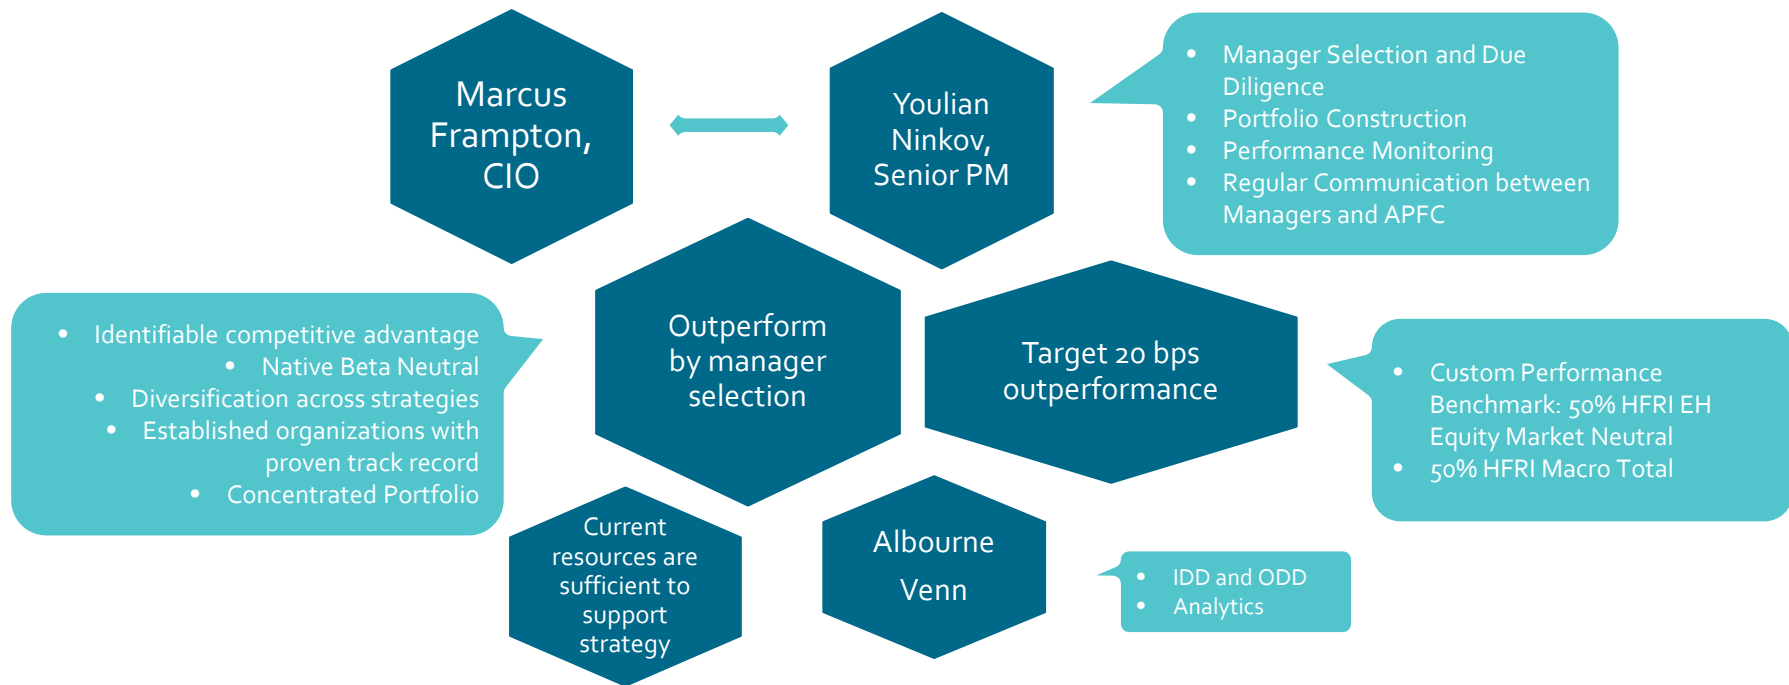 Marcus
Frampton,
CIO
Youlian
Ninkov,
Senior PM
• Manager Selection and Due
Diligence
• Portfolio Construction
• Performance Monitoring
• Regular Communication between
Managers and APFC
• Identifiable competitive advantage
• Native Beta Neutral
• Diversification across strategies
• Established organizations with
proven track record
• Concentrated Portfolio
Outperform
by manager
selection
Target 20 bps
outperformance
• Custom Performance
Benchmark: 50% HFRI EH
Equity Market Neutral
• 50% HFRI Macro Total
Current
resources are
sufficient to
support
strategy
Albourne
Venn
• IDD and ODD
• Analytics